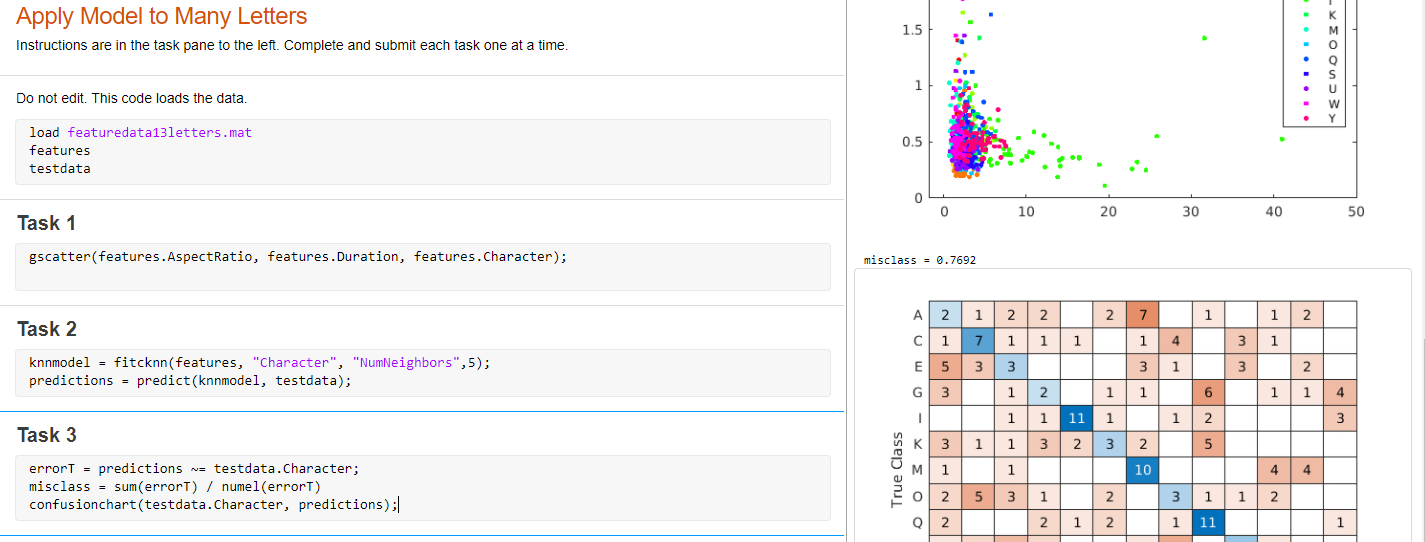 Apply Model to Many Letters
Instructions are in the task pane to the left. Complete and submit each task one at a time.
Do not edit. This code loads the data.
load featuredata13letters.mat
features
testdata
Task 1
gscatter(features.AspectRatio, features.Duration, features.Character);
Task 2
knnmodel = fitcknn(features, "Character", "NumNeighbors",5);
predictions = predict(knnmodel, testdata);
Task 3
errorT = predictions ~= testdata.Character;
misclass = sum(errorT) / numel(errorT)
confusionchart(testdata.Character, predictions);
1.5
1
0.5
0
0 10 20 30 40 50
K
M
O
Q
S
U
W
Y
misclass = 0.7692
True Class
A 2 1 2 2 2 7 1 1 2
C 1 7 1 1 1 1 4 3 1
E 5 3 3 3 1 3 2
G 3 1 2 1 1 6 1 1 4
I 1 1 11 1 1 2 3
K 3 1 1 3 2 3 2 5
M 1 1 10 4 4
O 2 5 3 1 2 3 1 1 2
Q 2 2 1 2 1 11 1